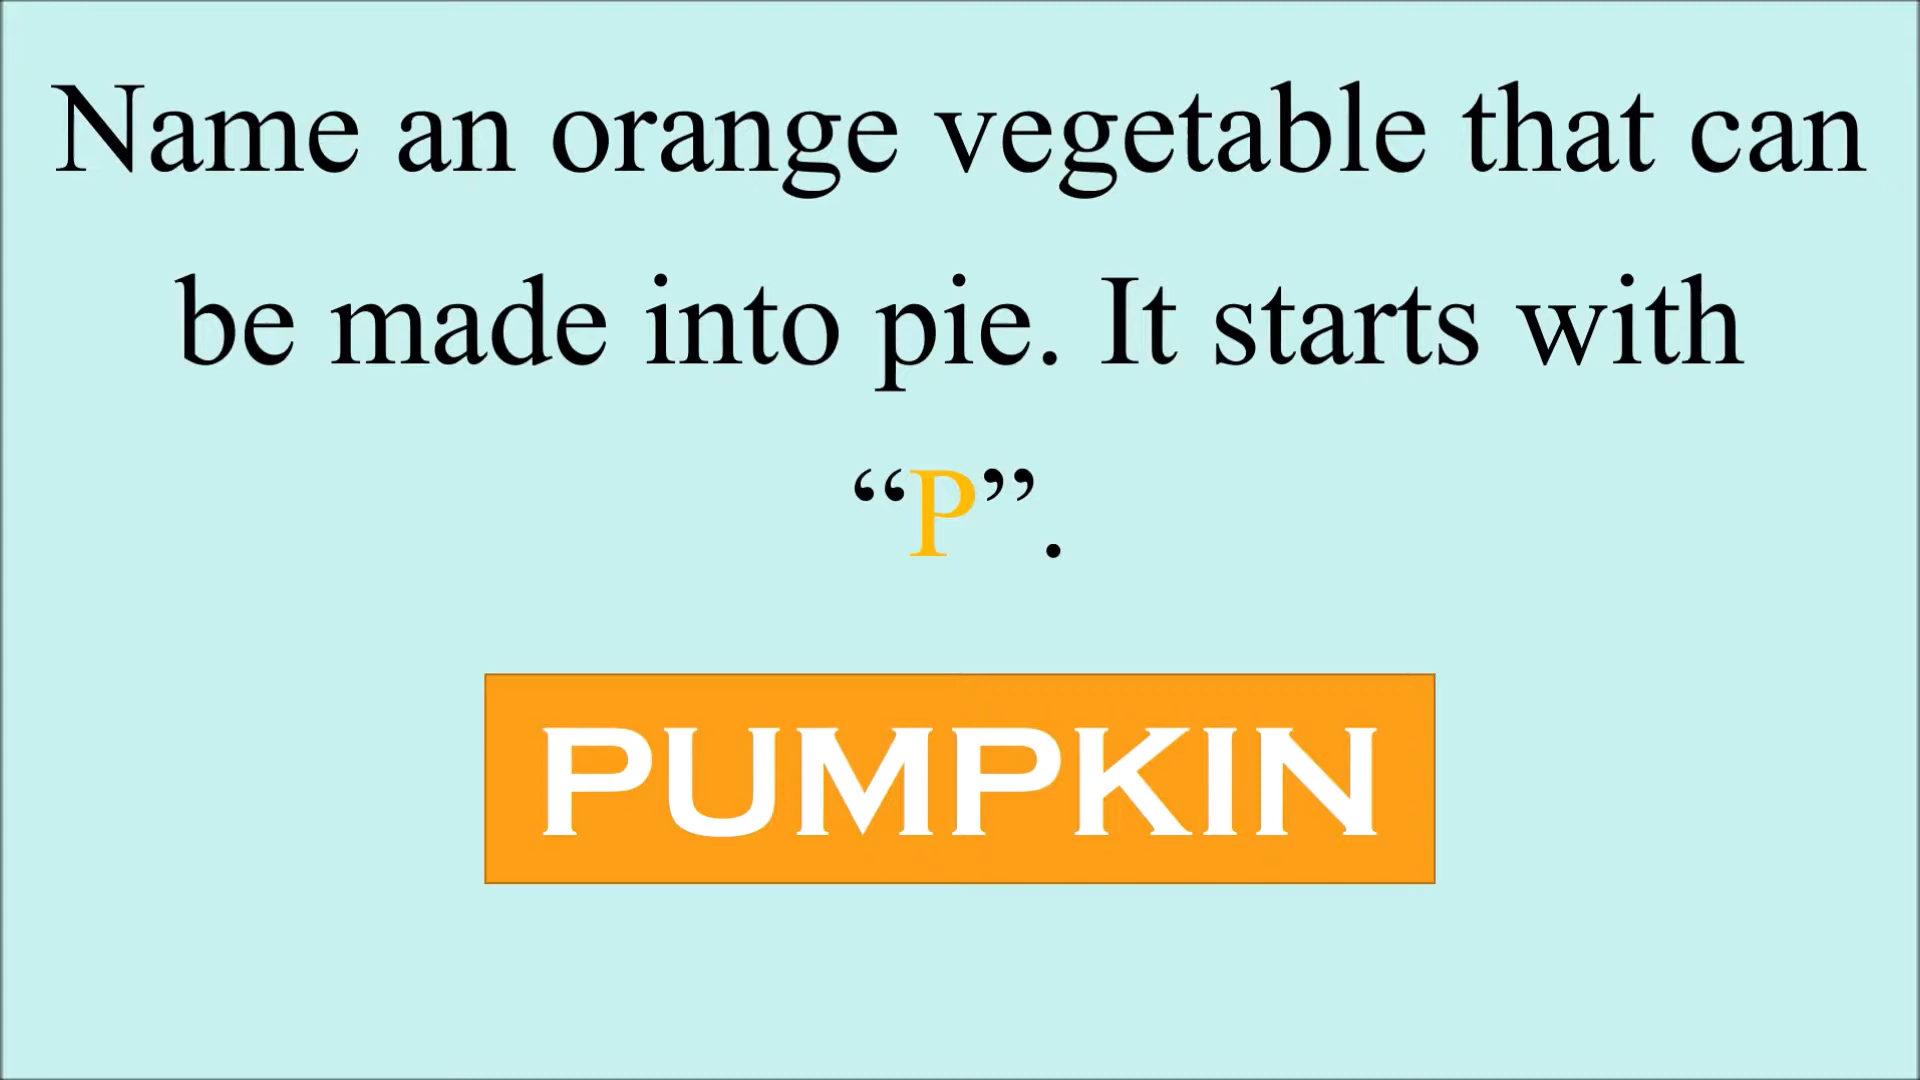 Name an orange vegetable that can
be made into pie. It starts with
“P”.
PUMPKIN